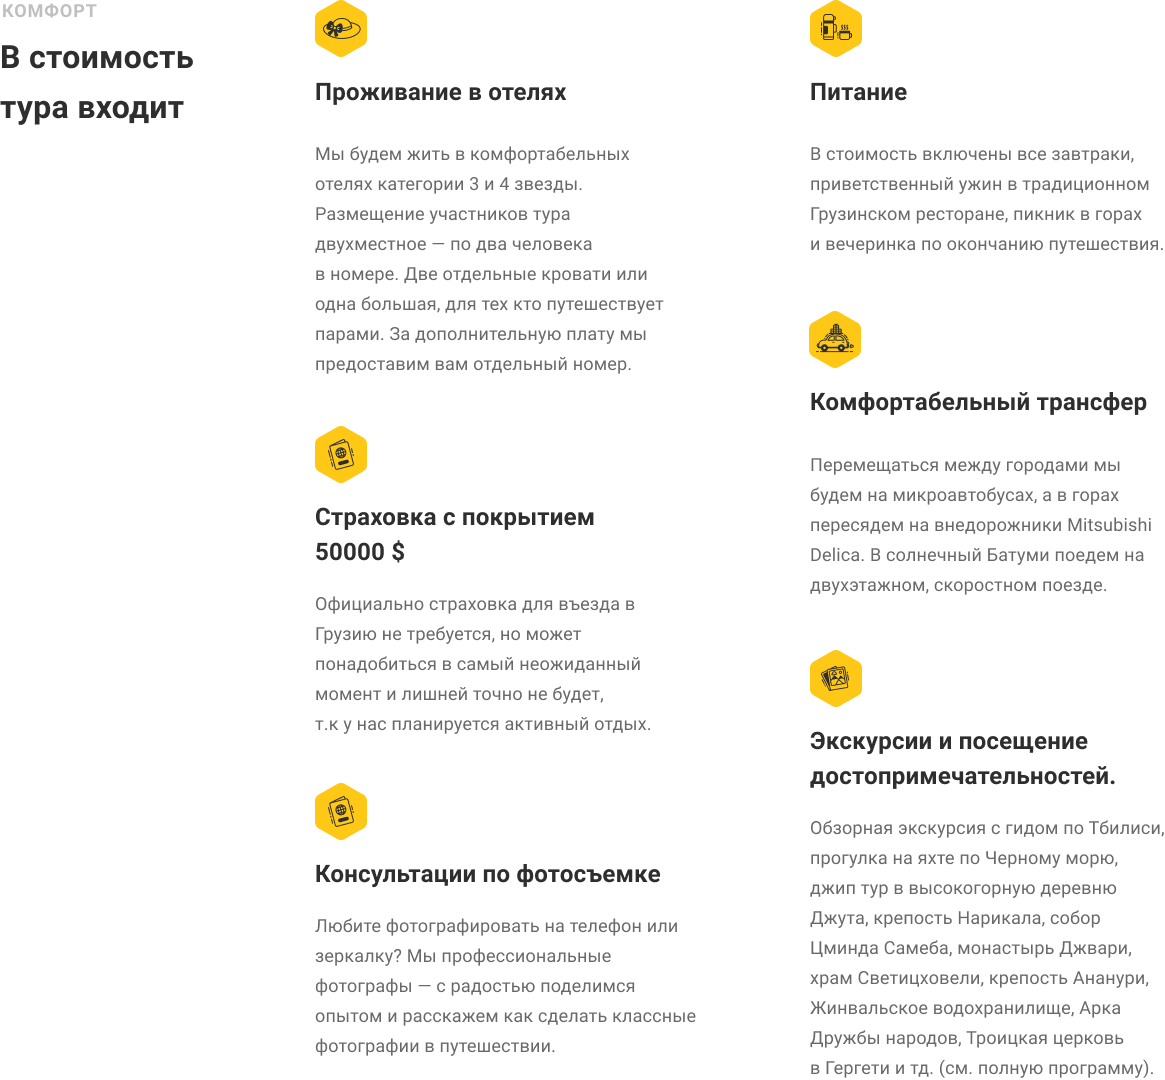 КОМФОРТ
В стоимость
тура входит
Проживание в отелях
Мы будем жить в комфортабельных
отелях категории 3 и 4 звезды.
Размещение участников тура
двухместное — по два человека
в номере. Две отдельные кровати или
одна большая, для тех кто путешествует
парами. За дополнительную плату мы
предоставим вам отдельный номер.
Страховка с покрытием
50000 $
Официально страховка для въезда в
Грузию не требуется, но может
понадобиться в самый неожиданный
момент и лишней точно не будет,
т.к у нас планируется активный отдых.
Консультации по фотосъемке
Любите фотографировать на телефон или
зеркалку? Мы профессиональные
фотографы — с радостью поделимся
опытом и расскажем как сделать классные
фотографии в путешествии.
Питание
В стоимость включены все завтраки,
приветственный ужин в традиционном
Грузинском ресторане, пикник в горах
и вечеринка по окончанию путешествия.
Комфортабельный трансфер
Перемещаться между городами мы
будем на микроавтобусах, а в горах
пересядем на внедорожники Mitsubishi
Delica. В солнечный Батуми поедем на
двухэтажном, скоростном поезде.
Экскурсии и посещение
достопримечательностей.
Обзорная экскурсия с гидом по Тбилиси,
прогулка на яхте по Черному морю,
джип тур в высокогорную деревню
Джута, крепость Нарикала, собор
Цминда Самеба, монастырь Джвари,
храм Светицховели, крепость Ананури,
Жинвальское водохранилище, Арка
Дружбы народов, Троицкая церковь
в Гергети и тд. (см. полную программу).